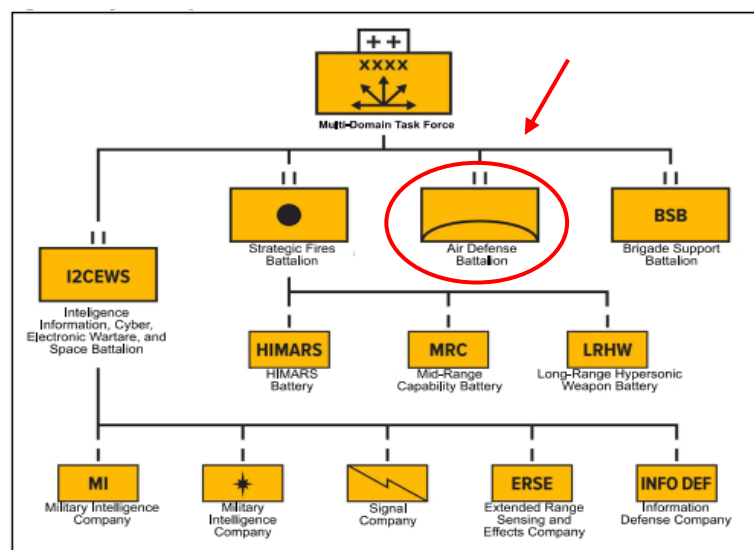 ++
XXXX
Multi-Domain Task Force
I2CEWS
Inteligence
Information, Cyber,
Electronic Wartare, and
Space Battalion
Strategic Fires
Battalion
Air Defense
Battalion
BSB
Brigade Support
Battalion
HIMARS
HIMARS
Battery
MRC
Mid-Range
Capability Battery
LRHW
Long-Range Hypersonic
Weapon Battery
MI
Military Intelligence
Company
Military
Intelligence
Company
Signal
Company
ERSE
Extended Range
Sensing and
Effects Company
INFO DEF
Information
Defense Company